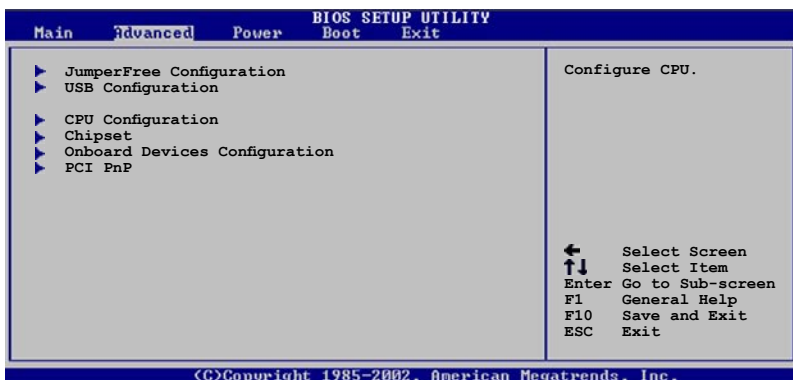 BIOS SETUP UTILITY
Main Advanced Power Boot Exit
JumperFree Configuration
USB Configuration
CPU Configuration
Chipset
Onboard Devices Configuration
PCI PnP
Configure CPU.
Select Screen
Select Item
Enter Go to Sub-screen
F1 General Help
F10 Save and Exit
ESC Exit
(C)Copyright 1985-2002, American Megatrends, Inc.